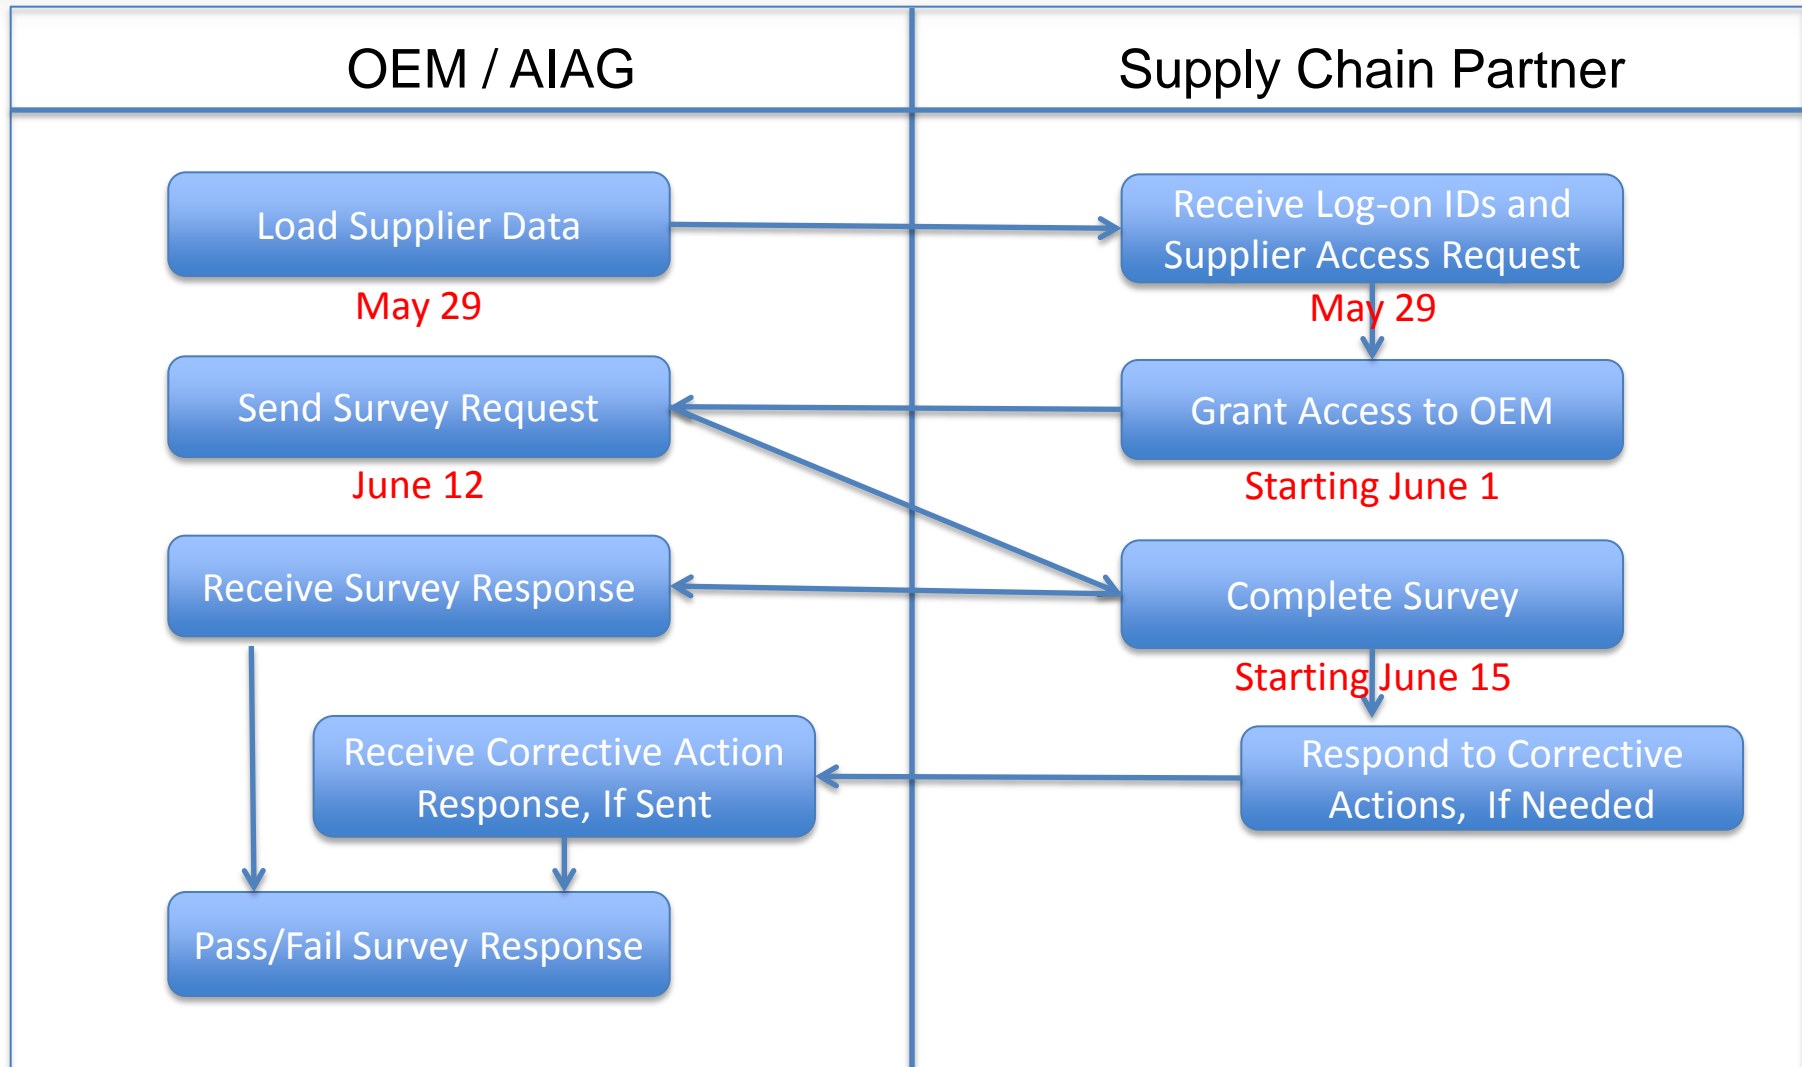 OEM / AIAG
Supply Chain Partner
Load Supplier Data
Receive Log-on IDs and
Supplier Access Request
May 29
May 29
Send Survey Request
Grant Access to OEM
June 12
Starting June 1
Receive Survey Response
Complete Survey
Starting June 15
Receive Corrective Action
Response, If Sent
Respond to Corrective
Actions,  If Needed
Pass/Fail Survey Response